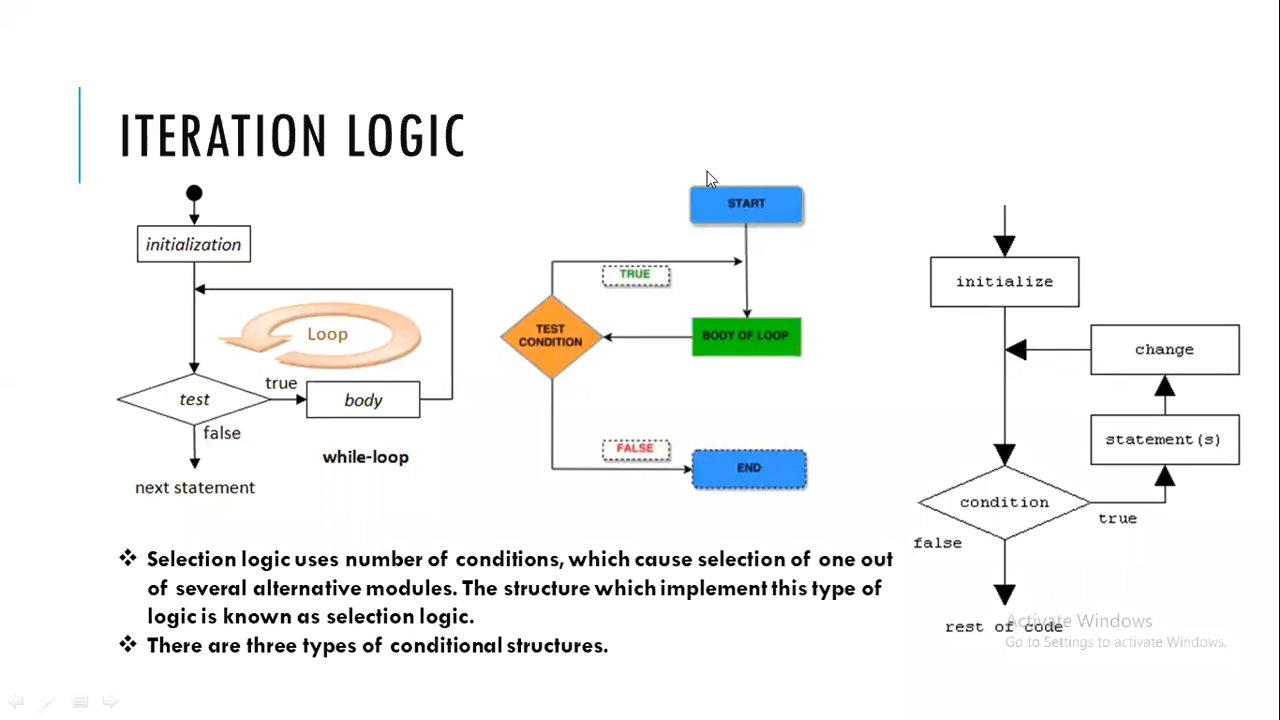 ITERATION LOGIC
initialization
Loop
test
true
body
false
while-loop
next statement
START
TRUE
TEST
CONDITION
BODY OF LOOP
FALSE
END
initialize
change
statement(s)
condition
true
false
rest of code
❖ Selection logic uses number of conditions, which cause selection of one out
of several alternative modules. The structure which implement this type of
logic is known as selection logic.
❖ There are three types of conditional structures.
Activate Windows
Go to Settings to activate Windows.